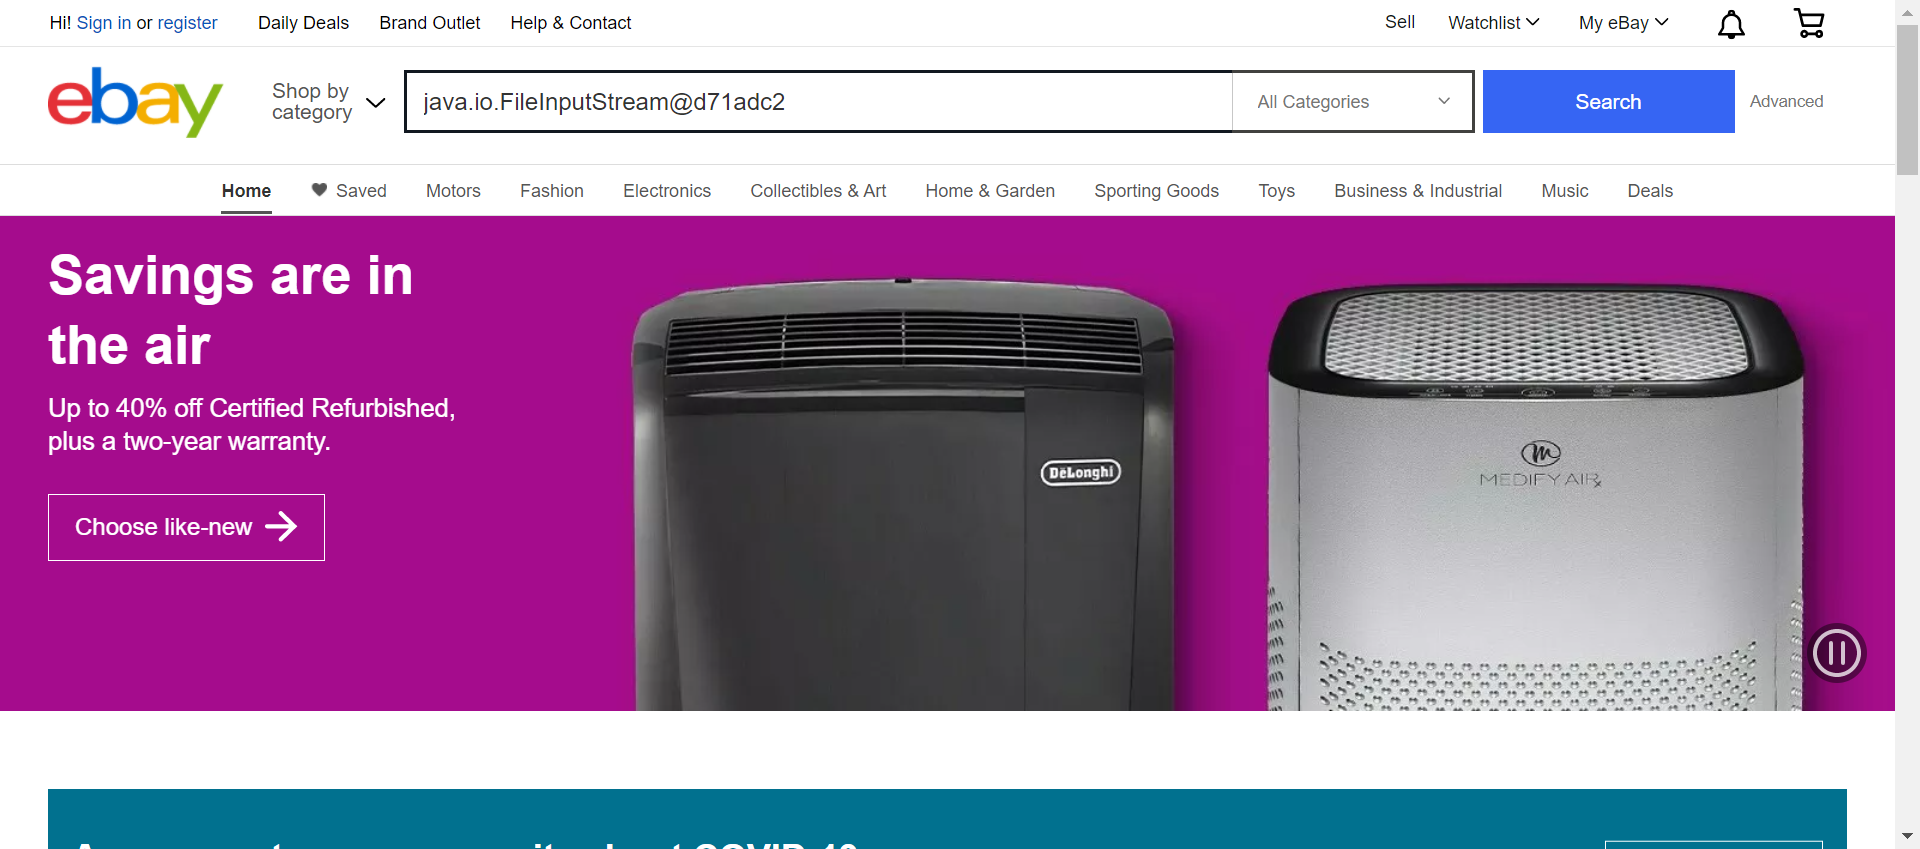 Hi! Sign in or register Daily Deals Brand Outlet Help & Contact Sell Watchlist My eBay
ebay
Shop by
category
java.io.FileInputStream@d71adc2 All Categories Search Advanced
Home Saved Motors Fashion Electronics Collectibles & Art Home & Garden Sporting Goods Toys Business & Industrial Music Deals
Savings are in
the air
Up to 40% off Certified Refurbished,
plus a two-year warranty.
Choose like-new
DeLonghi
MEDIFY AIR